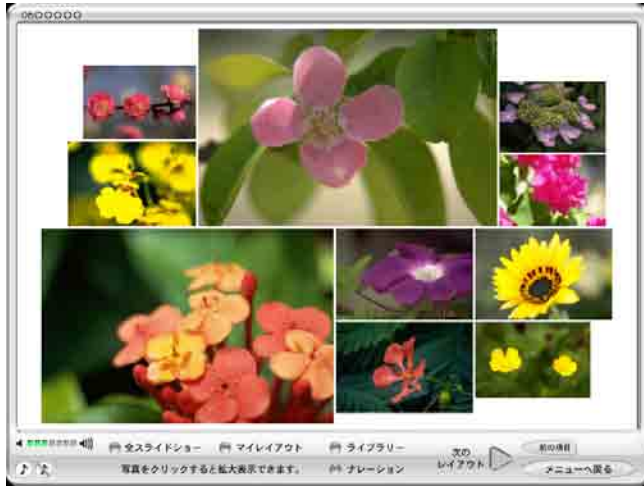 060OOOO
全スライドショー マイレイアウト ライブラリー
写真をクリックすると拡大表示できます。 ナレーション
次の
レイアウト
前の項目
メニューへ戻る